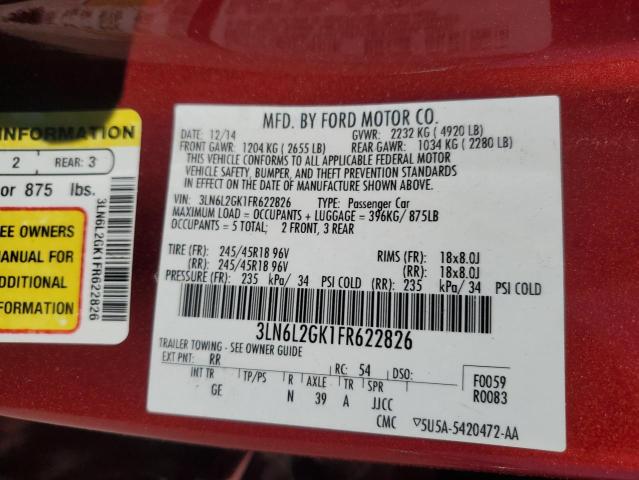 INFORMATION
2 REAR: 3
or 875 lbs.
EE OWNERS
MANUAL FOR
DDITIONAL
FORMATION
3LN6L2GK1FR622826
MFD. BY FORD MOTOR CO.
DATE: 12/14 GVWR: 2232 KG ( 4920 LB)
FRONT GAWR: 1204 KG ( 2655 LB) REAR GAWR: 1034 KG ( 2280 LB)
THIS VEHICLE CONFORMS TO ALL APPLICABLE FEDERAL MOTOR
VEHICLE SAFETY, BUMPER, AND THEFT PREVENTION STANDARDS
IN EFFECT ON THE DATE OF MANUFACTURE SHOWN ABOVE.
VIN: 3LN6L2GK1FR622826 TYPE: Passenger Car
MAXIMUM LOAD = OCCUPANTS + LUGGAGE = 396KG/ 875LB
OCCUPANTS = 5 TOTAL: 2 FRONT, 3 REAR
TIRE (FR): 245/45R18 96V RIMS (FR): 18x8.0J
(RR): 245/45R18 96V (RR): 18x8.0J
PRESSURE (FR): 235 kPa/ 34 PSI COLD (RR): 235 kPa/ 34 PSI COLD
3LN6L2GK1FR622826
TRAILER TOWING - SEE OWNER GUIDE
EXT PNT: RR RC: 54 DSO: F0059
R0083
INT TR TP/PS R AXLE TR SPR
GE N 39 A JJCC
CMC ▽5U5A-5420472-AA